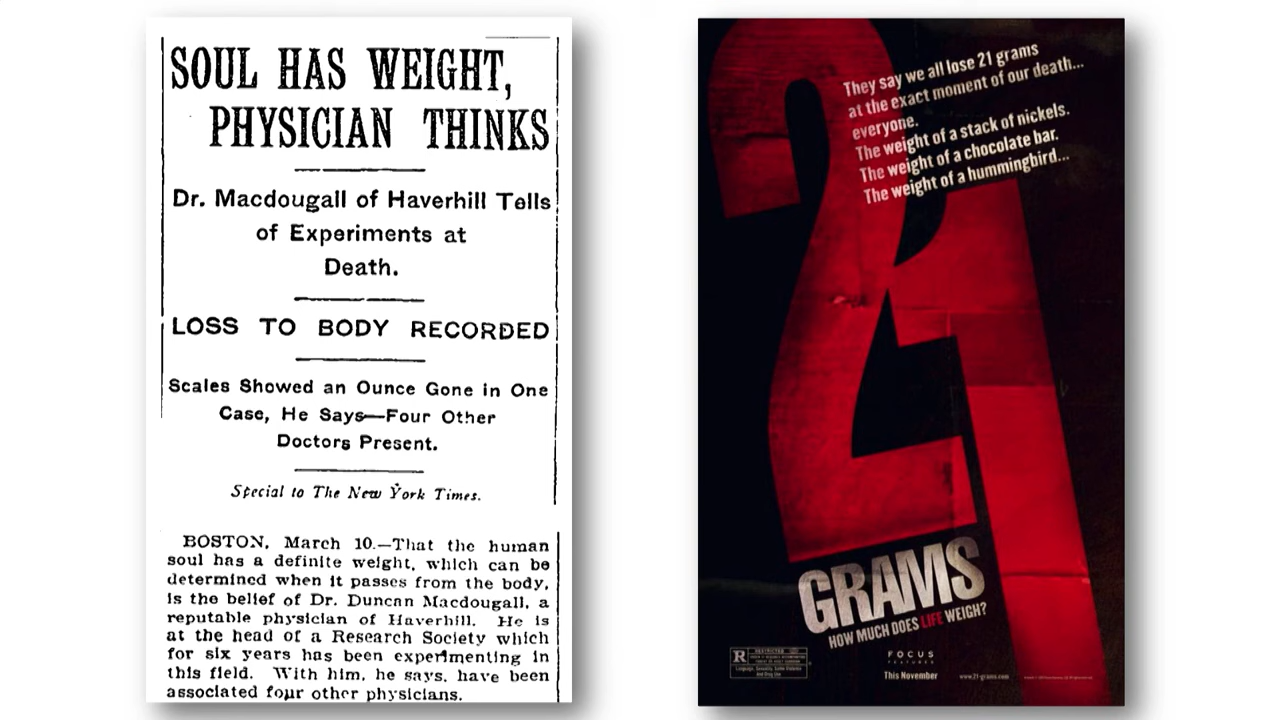 SOUL HAS WEIGHT,
PHYSICIAN THINKS
Dr. Macdougall of Haverhill Tells
of Experiments at
Death.
LOSS TO BODY RECORDED
Scales Showed an Ounce Gone in One
Case, He Says—Four Other
Doctors Present.
Special to The New York Times.
BOSTON, March 10.—That the human
soul has a definite weight, which can be
determined when it passes from the body,
is the belief of Dr. Duncan Macdougall, a
reputable physician of Haverhill. He is
at the head of a Research Society which
for six years has been experimenting in
this field. With him, he says, have been
associated four other physicians.
They say we all lose 21 grams
at the exact moment of our death...
everyone.
The weight of a stack of nickels.
The weight of a chocolate bar.
The weight of a hummingbird...
21
GRAMS
HOW MUCH DOES LIFE WEIGH?
R RESTRICTED
FOCUS
FEATURES
This November
www.21-grams.com